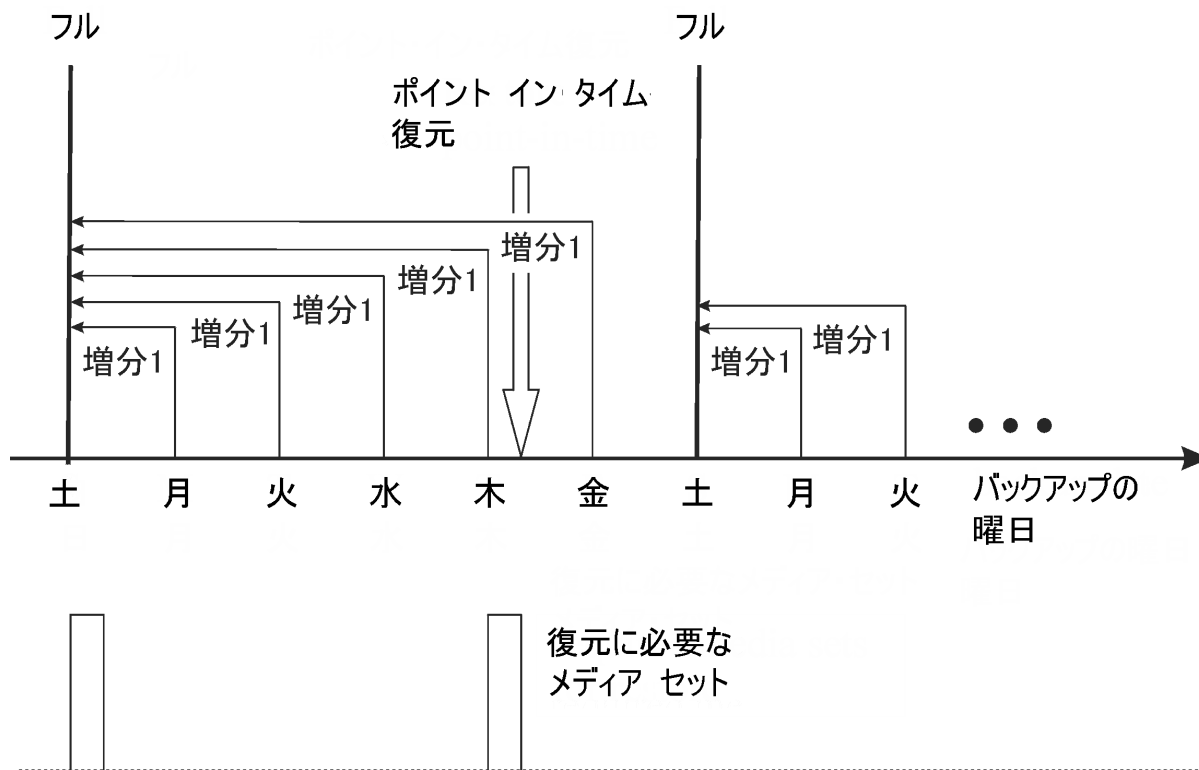 フル
フル
ポイント イン タイム
復元
増分1
増分1
増分1
増分1
増分1
増分1
増分1
土
月
火
水
木
金
土
月
火
バックアップの
曜日
復元に必要な
メディア セット